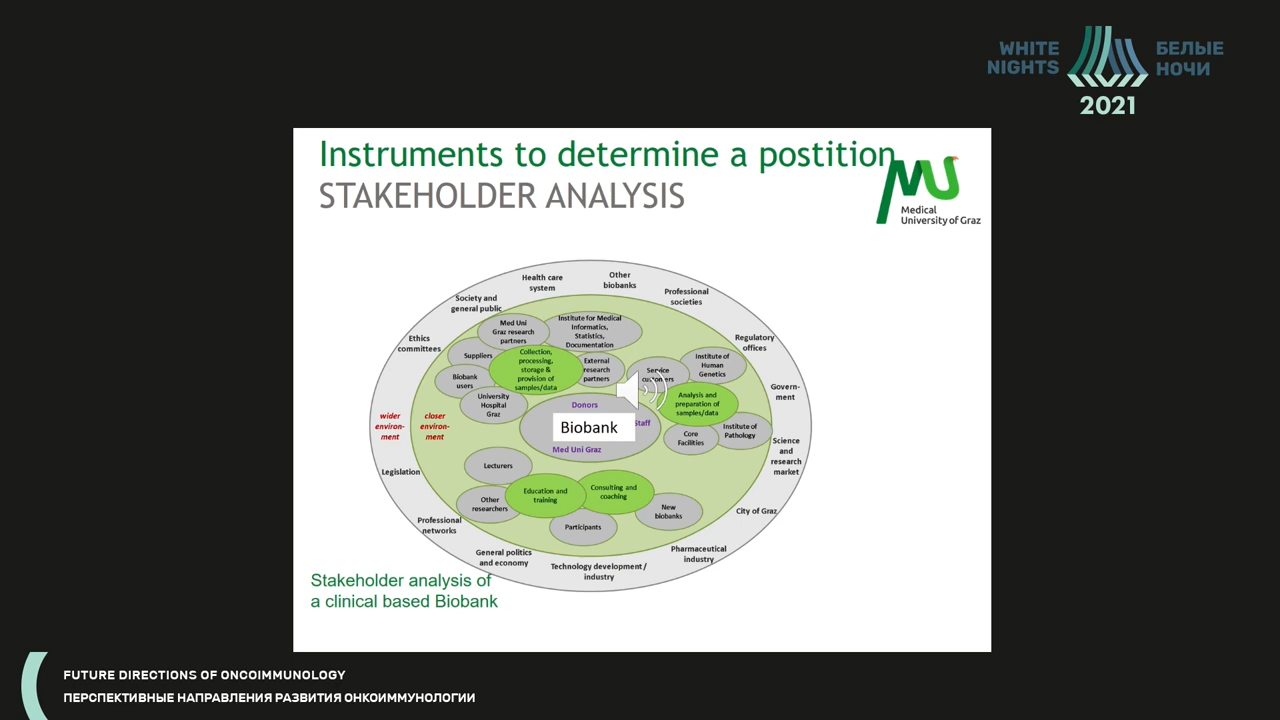 WHITE
NIGHTS
БЕЛЫЕ
НОЧИ
2021
Instruments to determine a postition
STAKEHOLDER ANALYSIS
MU
Medical
University of Graz
Health care
system
Other
biobanks
Professional
societies
Society and
general public
Ethics
committees
Regulatory
offices
Govern-
ment
Science
and
research
market
City of Graz
Pharmaceutical
industry
Technology development /
industry
General politics
and economy
Professional
networks
Legislation
wider
environ-
ment
closer
environ-
ment
Med Uni
Graz research
partners
Institute for Medical
Informatics,
Statistics,
Documentation
Suppliers
Collection,
processing,
storage &
provision of
samples/data
External
research
partners
Biobank
users
University
Hospital
Graz
Service
customers
Institute of
Human
Genetics
Analysis and
preparation of
samples/data
Core
Facilities
Institute of
Pathology
Donors
Staff
Biobank
Med Uni Graz
Lecturers
Other
researchers
Education and
training
Consulting and
coaching
Participants
New
biobanks
Stakeholder analysis of
a clinical based Biobank
FUTURE DIRECTIONS OF ONCOIMMUNOLOGY
ПЕРСПЕКТИВНЫЕ НАПРАВЛЕНИЯ РАЗВИТИЯ ОНКОИММУНОЛОГИИ